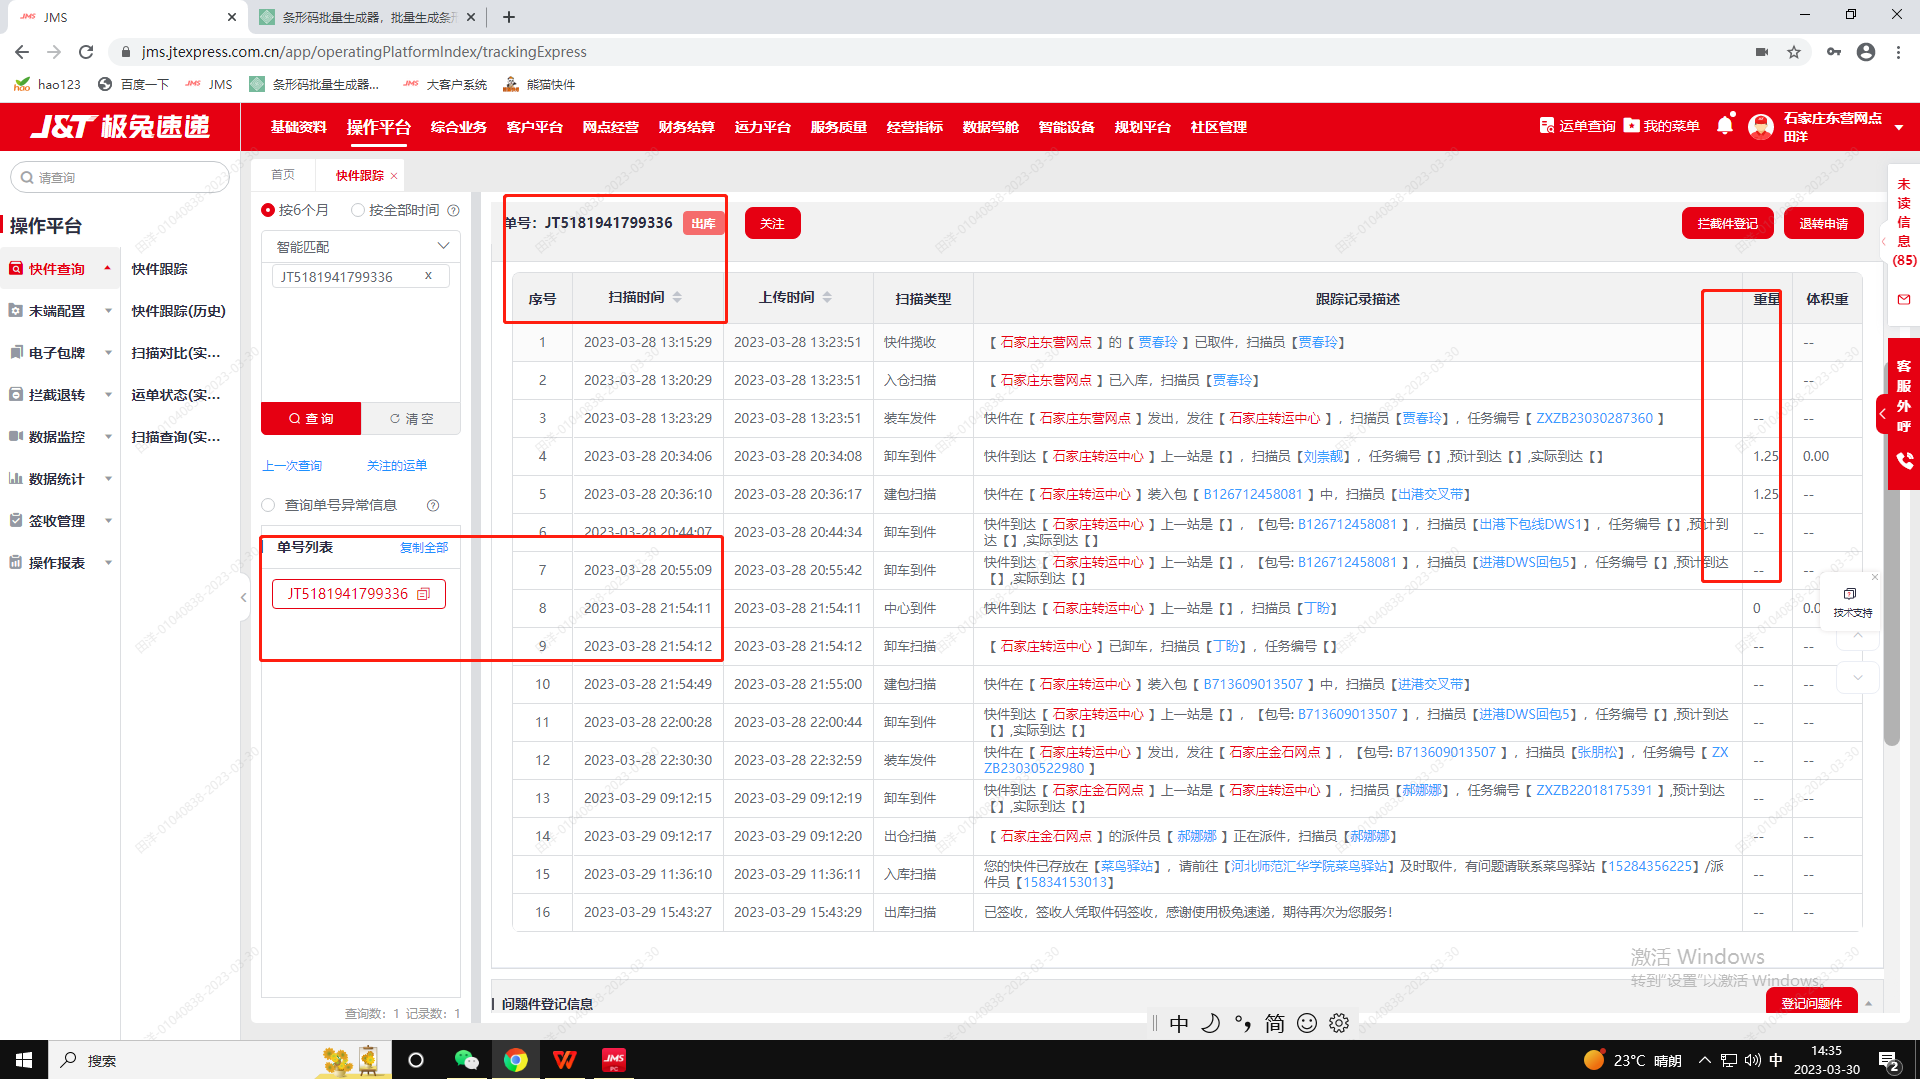 JMS
条形码批量生成器，批量生成条形
jms.jtexpress.com.cn/app/operatingPlatformIndex/trackingExpress
hao123
百度一下
JMS
条形码批量生成器...
大客户系统
熊猫快件
J&T极兔速递
基础资料 操作平台 综合业务 客户平台 网点经营 财务结算 运力平台 服务质量 经营指标 数据驾舱 智能设备 规划平台 社区管理
运单查询 我的菜单
石家庄东营网点
田洋
请查询
首页 快件跟踪 ×
操作平台
快件查询
末端配置
电子包牌
拦截退转
数据监控
数据统计
签收管理
操作报表
快件跟踪
快件跟踪(历史)
扫描对比(实...
运单状态(实...
扫描查询(实...
按6个月 按全部时间
智能匹配
JT5181941799336 x
查询 清空
上一次查询 关注的运单
查询单号异常信息
单号列表 复制全部
JT5181941799336
查询数：1 记录数：1
单号：JT5181941799336 出库 关注
拦截件登记 退转申请
序号 扫描时间 上传时间 扫描类型 跟踪记录描述 重量 体积重
1 2023-03-28 13:15:29 2023-03-28 13:23:51 快件揽收 【石家庄东营网点】的【贾春玲】已取件，扫描员【贾春玲】 --
2 2023-03-28 13:20:29 2023-03-28 13:23:51 入仓扫描 【石家庄东营网点】已入库，扫描员【贾春玲】 --
3 2023-03-28 13:23:29 2023-03-28 13:23:51 装车发件 快件在【石家庄东营网点】发出，发往【石家庄转运中心】，扫描员【贾春玲】，任务编号【ZXZB23030287360】 -- --
4 2023-03-28 20:34:06 2023-03-28 20:34:08 卸车到件 快件到达【石家庄转运中心】上一站是【】，扫描员【刘崇靓】，任务编号【】,预计到达【】,实际到达【】 1.25 0.00
5 2023-03-28 20:36:10 2023-03-28 20:36:17 建包扫描 快件在【石家庄转运中心】装入包【B126712458081】中，扫描员【出港交叉带】 1.25 --
6 2023-03-28 20:44:07 2023-03-28 20:44:34 卸车到件 快件到达【石家庄转运中心】上一站是【】，【包号: B126712458081】，扫描员【出港下包线DWS1】，任务编号【】,预计到
达【】,实际到达【】 -- --
7 2023-03-28 20:55:09 2023-03-28 20:55:42 卸车到件 快件到达【石家庄转运中心】上一站是【】，【包号: B126712458081】，扫描员【进港DWS回包5】，任务编号【】,预计到达
【】,实际到达【】 -- --
8 2023-03-28 21:54:11 2023-03-28 21:54:11 中心到件 快件到达【石家庄转运中心】上一站是【】，扫描员【丁盼】 0 0.0
9 2023-03-28 21:54:12 2023-03-28 21:54:12 卸车扫描 【石家庄转运中心】已卸车，扫描员【丁盼】，任务编号【】 -- --
10 2023-03-28 21:54:49 2023-03-28 21:55:00 建包扫描 快件在【石家庄转运中心】装入包【B713609013507】中，扫描员【进港交叉带】 -- --
11 2023-03-28 22:00:28 2023-03-28 22:00:44 卸车到件 快件到达【石家庄转运中心】上一站是【】，【包号: B713609013507】，扫描员【进港DWS回包5】，任务编号【】,预计到达
【】,实际到达【】 -- --
12 2023-03-28 22:30:30 2023-03-28 22:32:59 装车发件 快件在【石家庄转运中心】发出，发往【石家庄金石网点】，【包号: B713609013507】，扫描员【张朋松】，任务编号【ZX
ZB23030522980】 -- --
13 2023-03-29 09:12:15 2023-03-29 09:12:19 卸车到件 快件到达【石家庄金石网点】上一站是【石家庄转运中心】，扫描员【郝娜娜】，任务编号【ZXZB22018175391】,预计到达
【】,实际到达【】 -- --
14 2023-03-29 09:12:17 2023-03-29 09:12:20 出仓扫描 【石家庄金石网点】的派件员【郝娜娜】正在派件，扫描员【郝娜娜】 -- --
15 2023-03-29 11:36:10 2023-03-29 11:36:11 入库扫描 您的快件已存放在【菜鸟驿站】，请前往【河北师范汇华学院菜鸟驿站】及时取件，有问题请联系菜鸟驿站【15284356225】/派
件员【15834153013】 -- --
16 2023-03-29 15:43:27 2023-03-29 15:43:29 出库扫描 已签收，签收人凭取件码签收，感谢使用极兔速递，期待再次为您服务！ -- --
问题件登记信息
登记问题件
未读信息(85)
客服外呼
技术支持
激活 Windows
转到"设置"以激活 Windows。
田洋-01040838-2023-03-30
中 简
搜索
JMS
PC
23°C 晴朗
中
14:35
2023-03-30
2